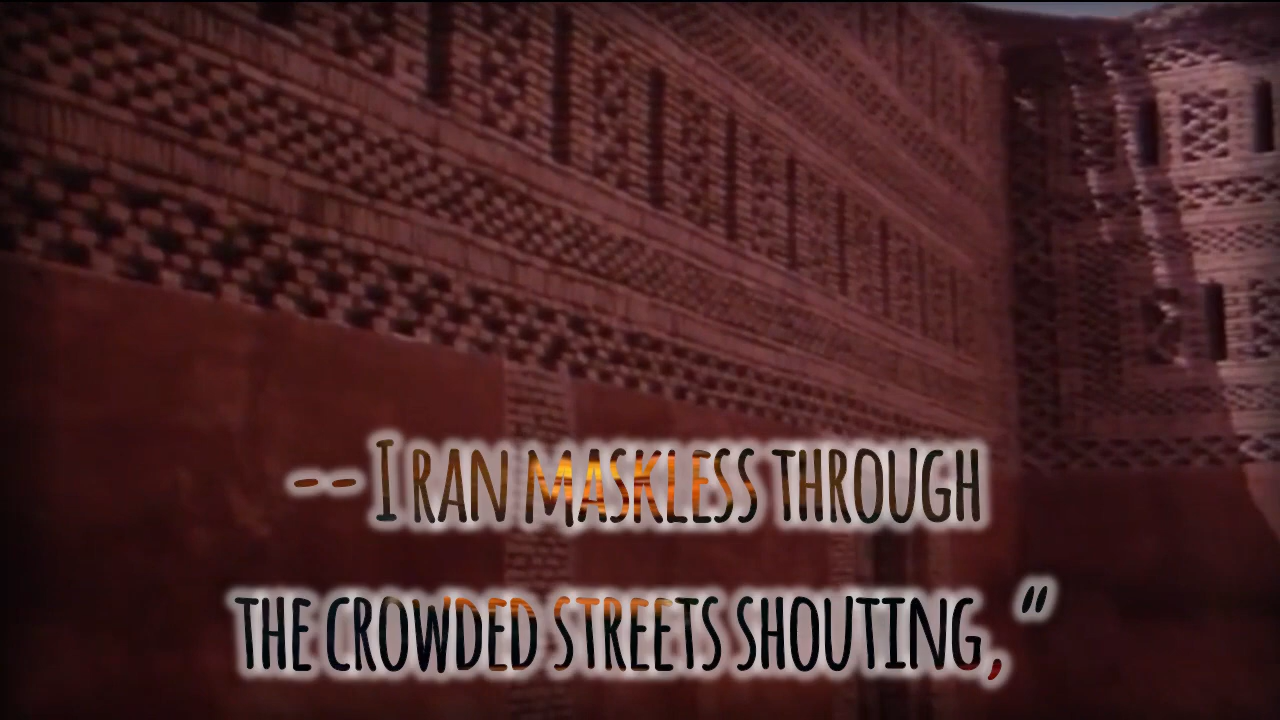 -- I ran maskless through
the crowded streets shouting, “